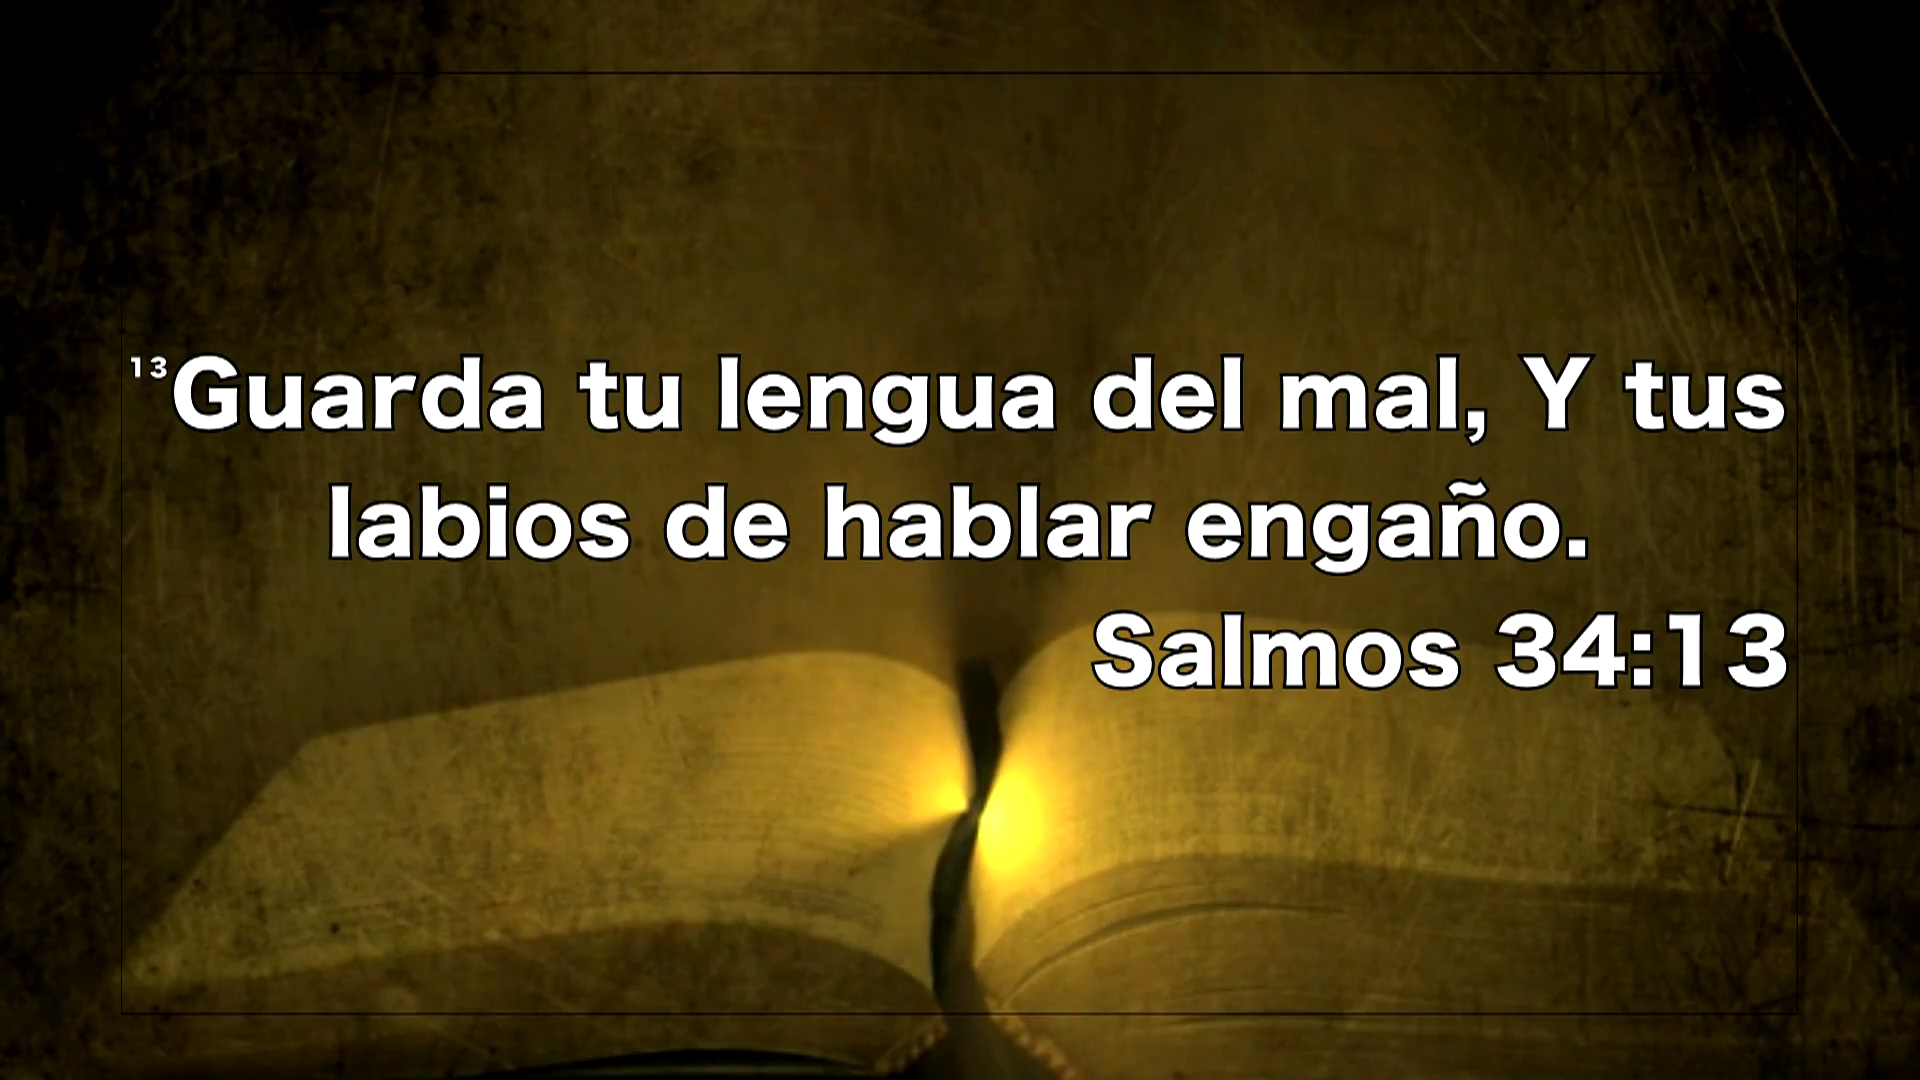 ¹³Guarda tu lengua del mal, Y tus
labios de hablar engaño.
Salmos 34:13